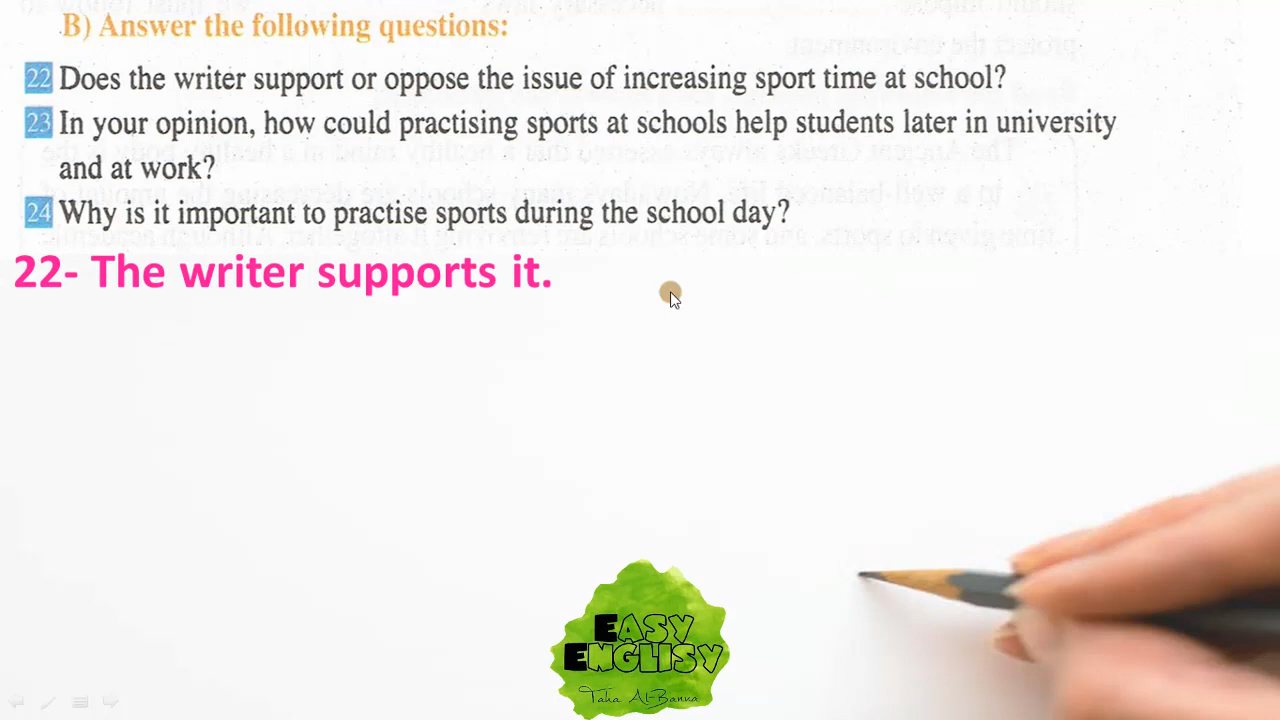 B) Answer the following questions:
22 Does the writer support or oppose the issue of increasing sport time at school?
23 In your opinion, how could practising sports at schools help students later in university
and at work?
24 Why is it important to practise sports during the school day?
22- The writer supports it.
EASY
ENGLISY
Taha Al-Banna